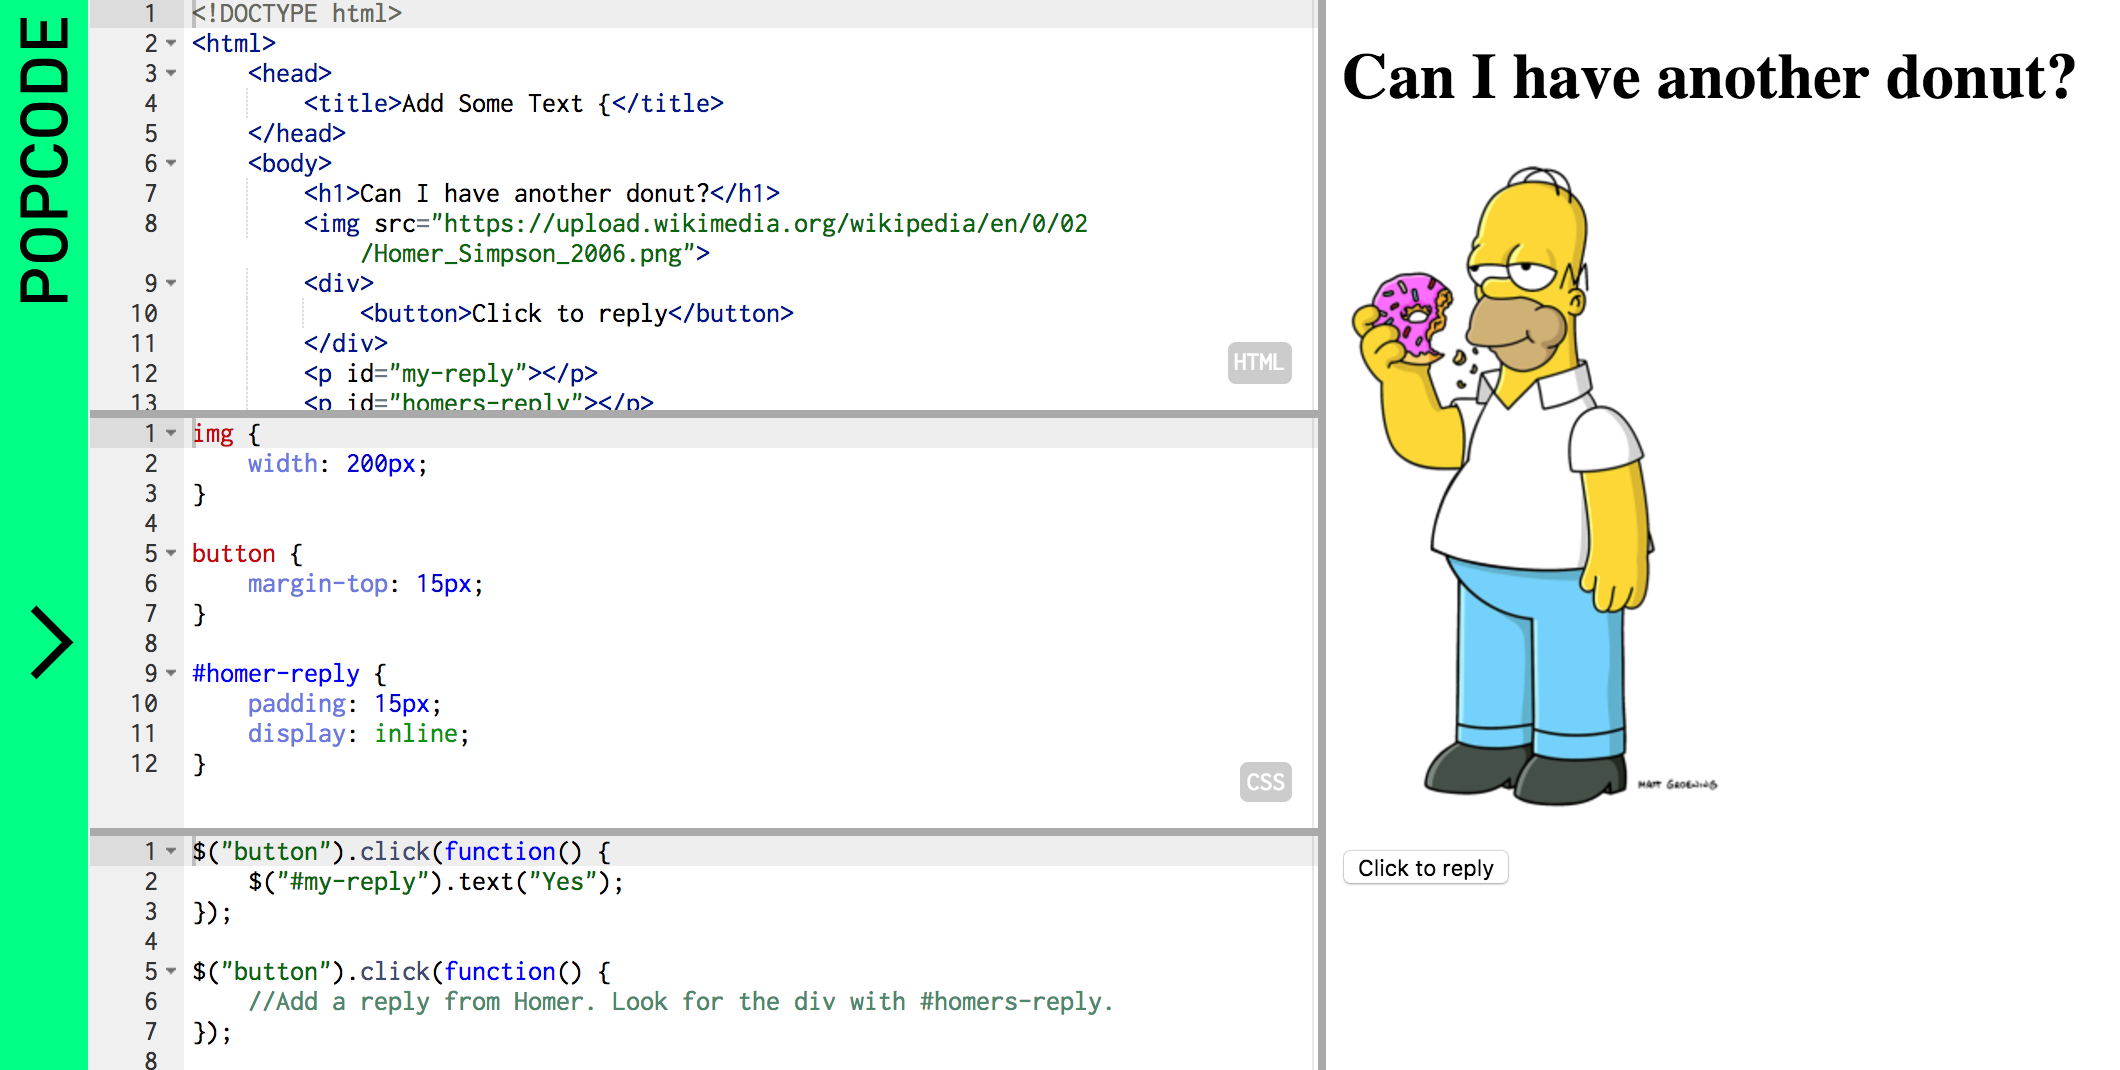 POPCODE
1 <!DOCTYPE html>
2 <html>
3 <head>
4 <title>Add Some Text {</title>
5 </head>
6 <body>
7 <h1>Can I have another donut?</h1>
8 <img src="https://upload.wikimedia.org/wikipedia/en/0/02
/Homer_Simpson_2006.png">
9 <div>
10 <button>Click to reply</button>
11 </div>
12 <p id="my-reply"></p>
13 <p id="homers-reply"></p>
HTML
1 img {
2 width: 200px;
3 }
4
5 button {
6 margin-top: 15px;
7 }
8
9 #homer-reply {
10 padding: 15px;
11 display: inline;
12 }
CSS
1 $("button").click(function() {
2 $("#my-reply").text("Yes");
3 });
4
5 $("button").click(function() {
6 //Add a reply from Homer. Look for the div with #homers-reply.
7 });
8
Can I have another donut?
MATT GROENING
Click to reply